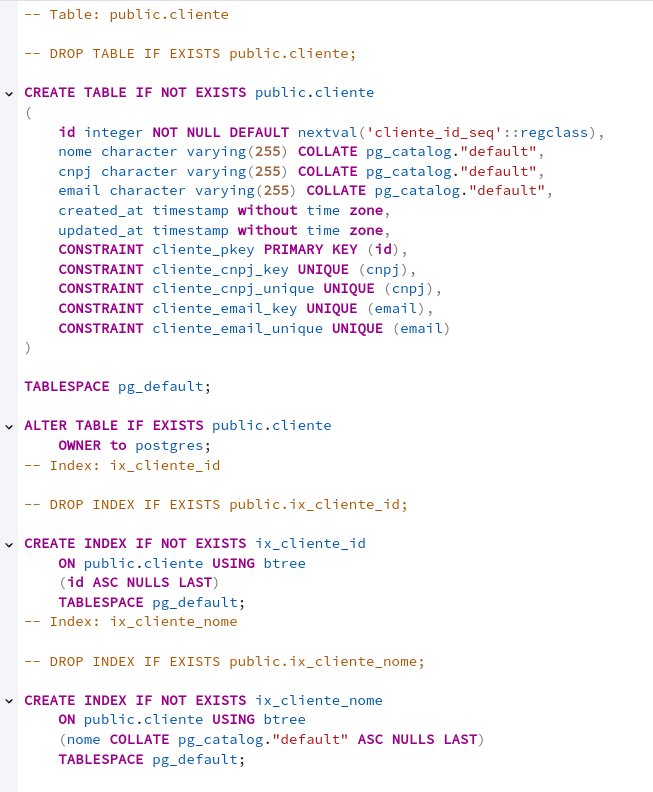 -- Table: public.cliente
-- DROP TABLE IF EXISTS public.cliente;
CREATE TABLE IF NOT EXISTS public.cliente
(
    id integer NOT NULL DEFAULT nextval('cliente_id_seq'::regclass),
    nome character varying(255) COLLATE pg_catalog."default",
    cnpj character varying(255) COLLATE pg_catalog."default",
    email character varying(255) COLLATE pg_catalog."default",
    created_at timestamp without time zone,
    updated_at timestamp without time zone,
    CONSTRAINT cliente_pkey PRIMARY KEY (id),
    CONSTRAINT cliente_cnpj_key UNIQUE (cnpj),
    CONSTRAINT cliente_cnpj_unique UNIQUE (cnpj),
    CONSTRAINT cliente_email_key UNIQUE (email),
    CONSTRAINT cliente_email_unique UNIQUE (email)
)
TABLESPACE pg_default;
ALTER TABLE IF EXISTS public.cliente
    OWNER to postgres;
-- Index: ix_cliente_id
-- DROP INDEX IF EXISTS public.ix_cliente_id;
CREATE INDEX IF NOT EXISTS ix_cliente_id
    ON public.cliente USING btree
    (id ASC NULLS LAST)
    TABLESPACE pg_default;
-- Index: ix_cliente_nome
-- DROP INDEX IF EXISTS public.ix_cliente_nome;
CREATE INDEX IF NOT EXISTS ix_cliente_nome
    ON public.cliente USING btree
    (nome COLLATE pg_catalog."default" ASC NULLS LAST)
    TABLESPACE pg_default;